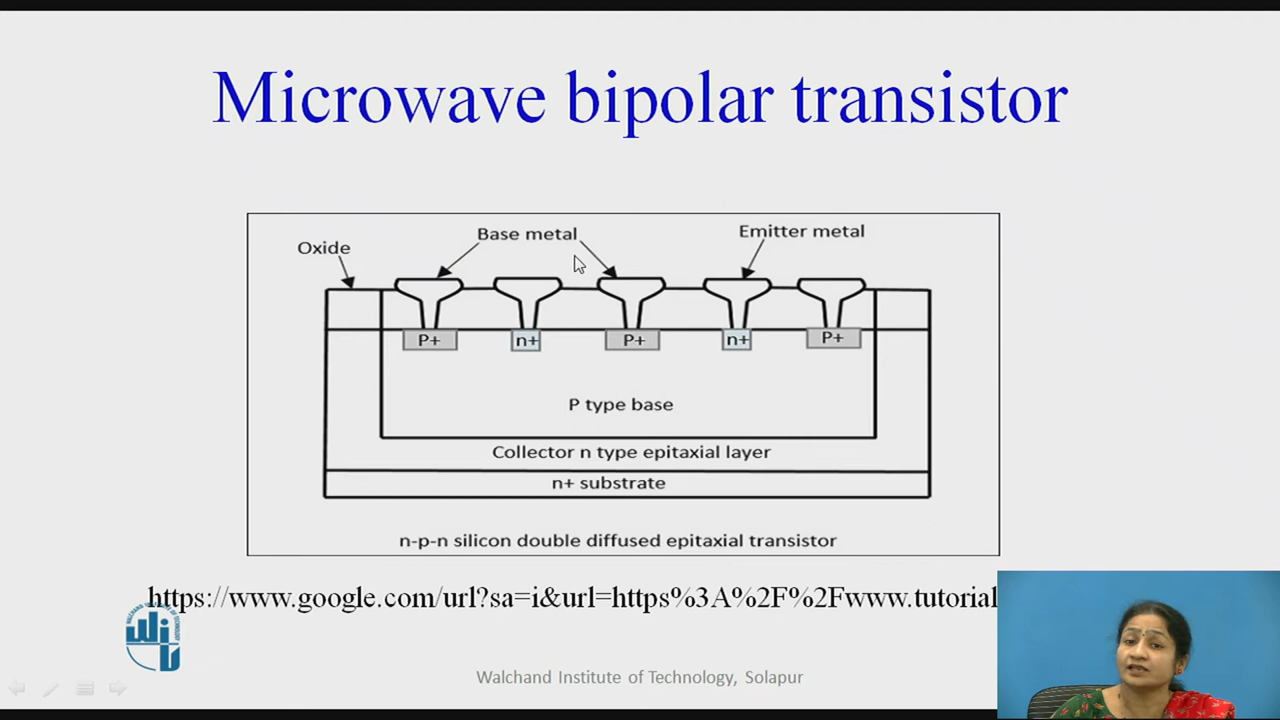 Microwave bipolar transistor
Base metal
Emitter metal
Oxide
P+
n+
P+
n+
P+
P type base
Collector n type epitaxial layer
n+ substrate
n-p-n silicon double diffused epitaxial transistor
https://www.google.com/url?sa=i&url=https%3A%2F%2Fwww.tutorial
Walchand Institute of Technology, Solapur